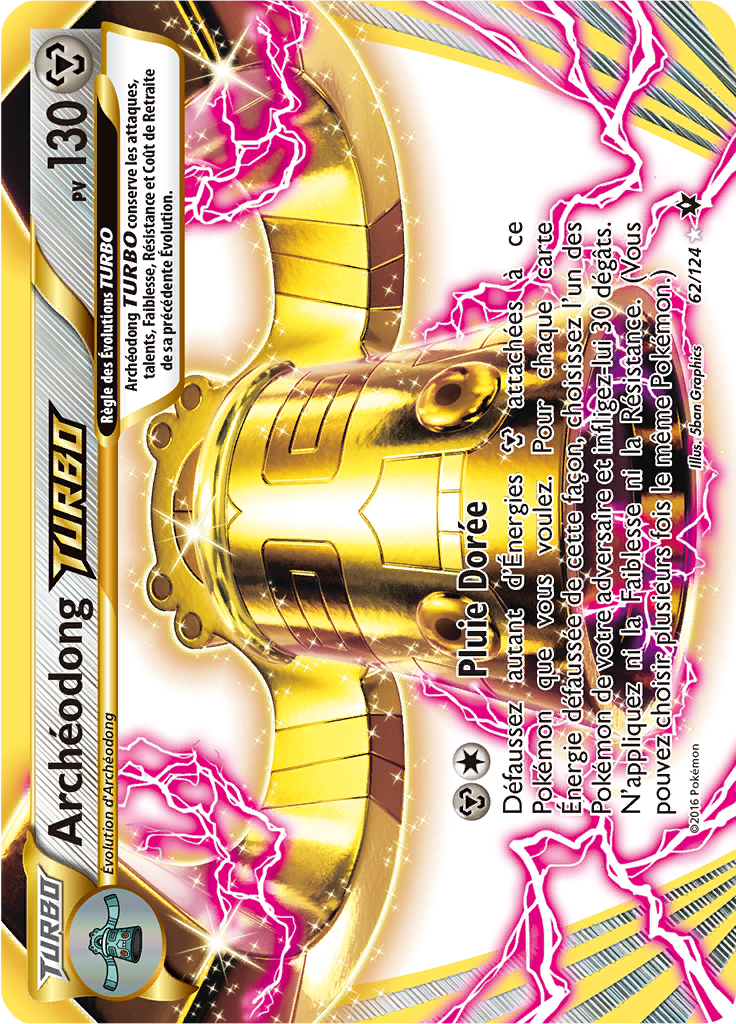 TURBO
Archéodong TURBO
PV 130
Évolution d'Archéodong
Règle des Évolutions TURBO
Archéodong TURBO conserve les attaques,
talents, Faiblesse, Résistance et Coût de Retraite
de sa précédente Évolution.
Pluie Dorée
Défaussez autant d'Énergies attachées à ce
Pokémon que vous voulez. Pour chaque carte
Énergie défaussée de cette façon, choisissez l'un des
Pokémon de votre adversaire et infligez-lui 30 dégâts.
N'appliquez ni la Faiblesse ni la Résistance. (Vous
pouvez choisir plusieurs fois le même Pokémon.)
Illus. 5ban Graphics
62/124
©2016 Pokémon